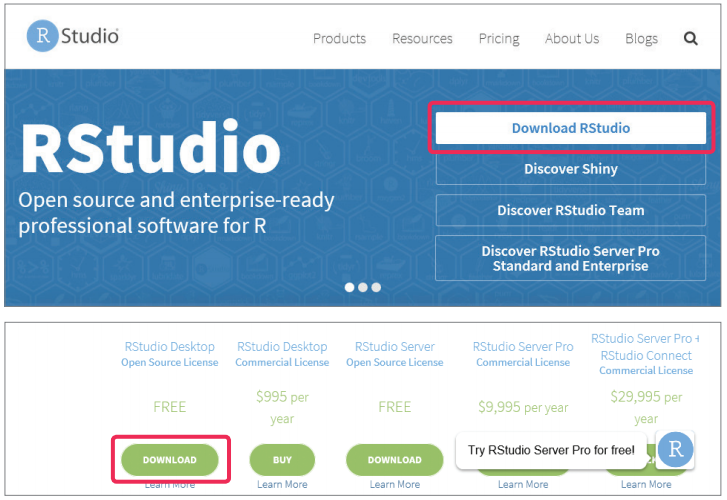 R Studio
Products Resources Pricing About Us Blogs
RStudio
Open source and enterprise-ready
professional software for R
Download RStudio
Discover Shiny
Discover RStudio Team
Discover RStudio Server Pro
Standard and Enterprise
RStudio Desktop
Open Source License
FREE
DOWNLOAD
Learn More
RStudio Desktop
Commercial License
$995 per
year
BUY
Learn More
RStudio Server
Open Source License
FREE
DOWNLOAD
Learn More
RStudio Server Pro
Commercial License
$9,995 per year
Learn More
RStudio Server Pro +
RStudio Connect
Commercial License
$29,995 per
year
Learn More
Try RStudio Server Pro for free!
R